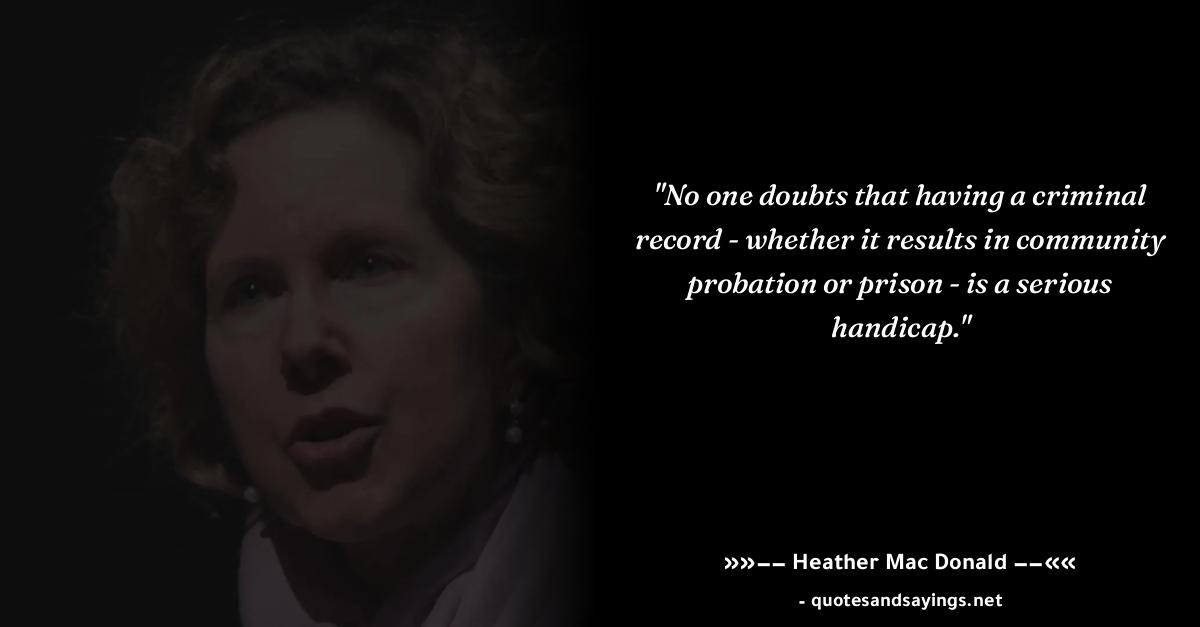 "No one doubts that having a criminal
record - whether it results in community
probation or prison - is a serious
handicap."
»»–– Heather Mac Donald ––««
- quotesandsayings.net